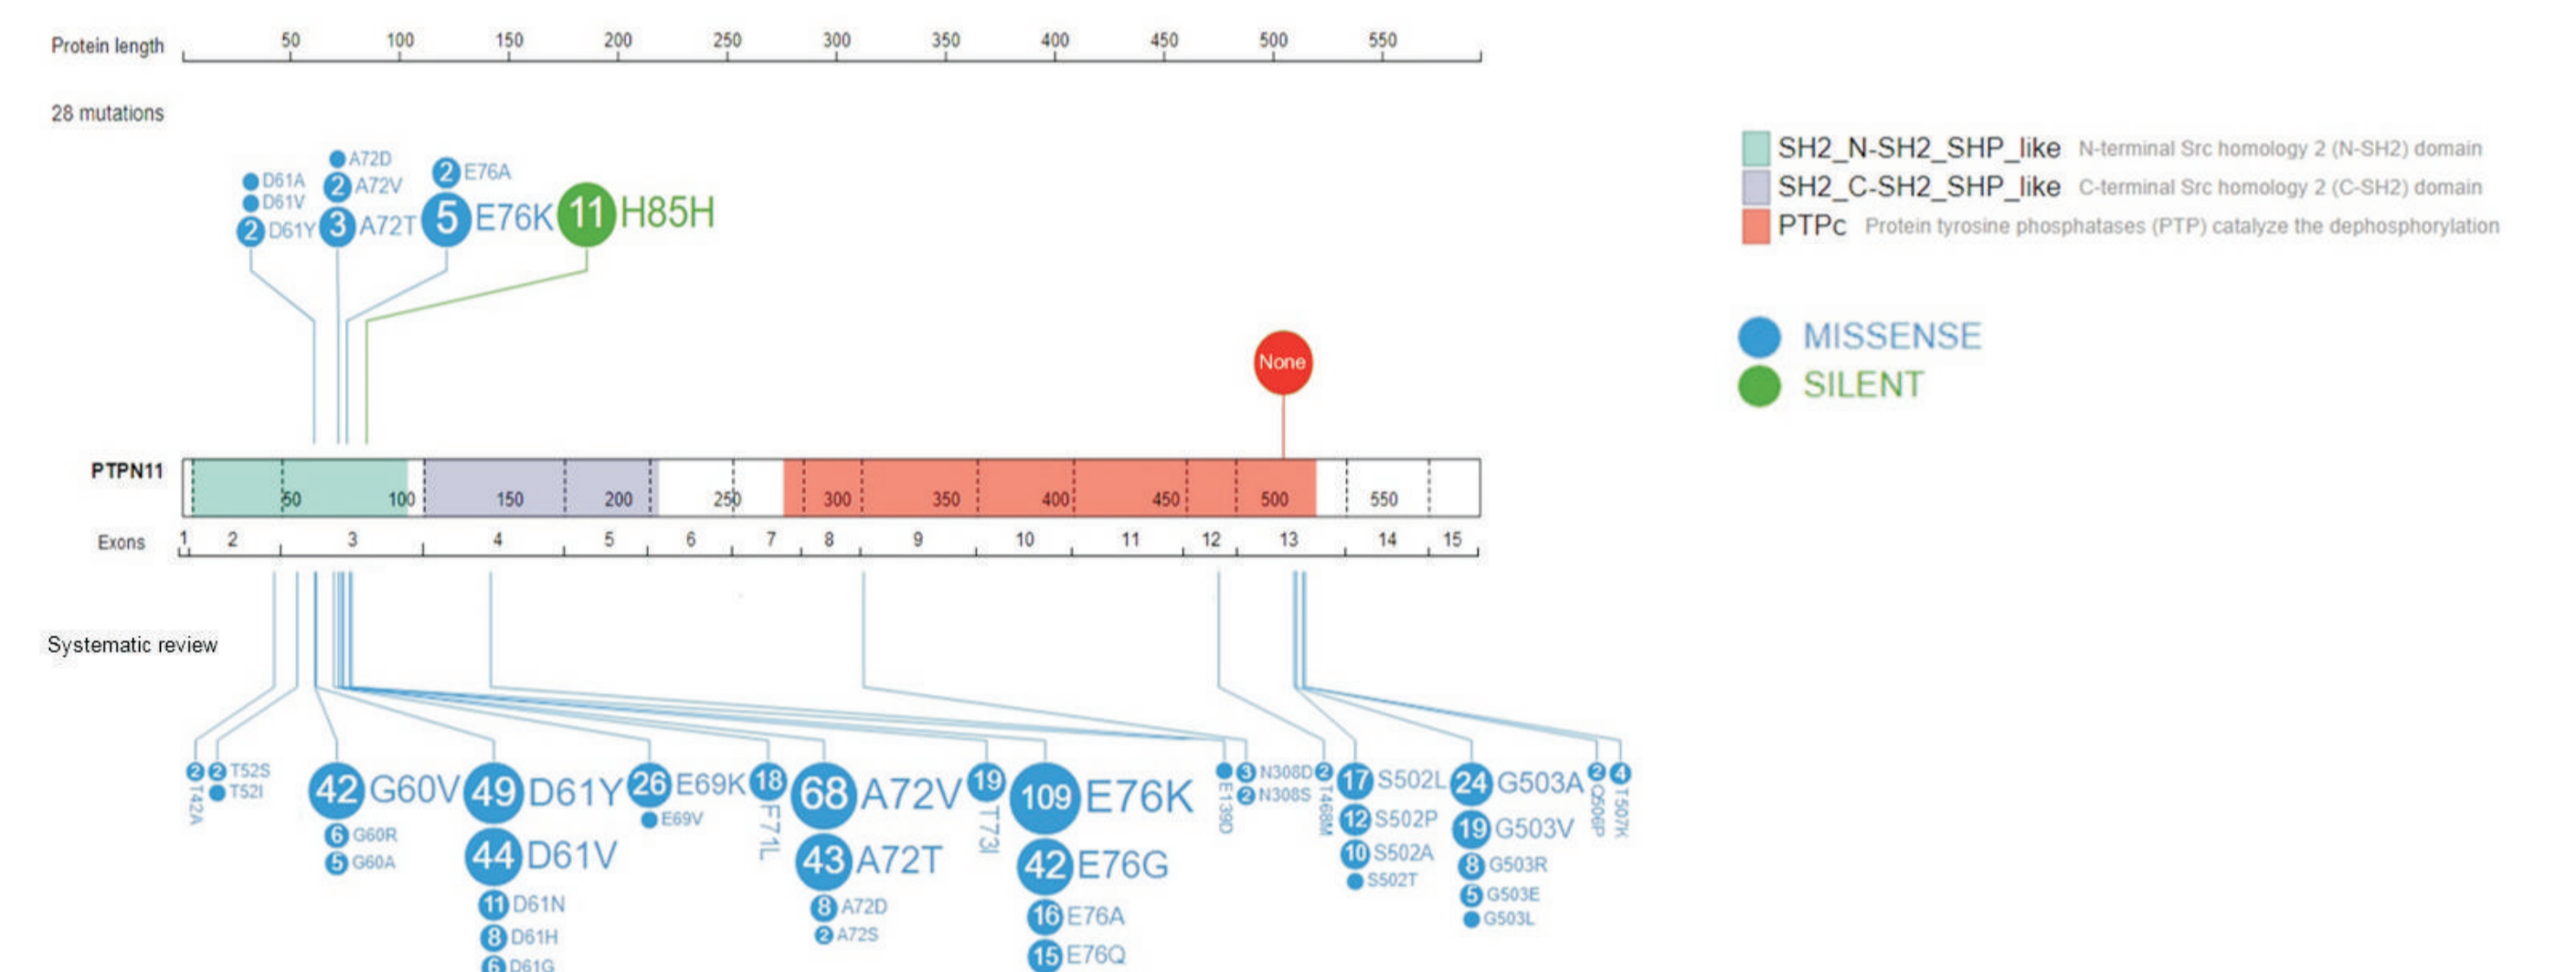 Protein length
50 100 150 200 250 300 350 400 450 500 550
28 mutations
A72D
D61A 2 A72V 2 E76A
D61V
2 D61Y 3 A72T 5 E76K 11 H85H
SH2_N-SH2_SHP_like N-terminal Src homology 2 (N-SH2) domain
SH2_C-SH2_SHP_like C-terminal Src homology 2 (C-SH2) domain
PTPc Protein tyrosine phosphatases (PTP) catalyze the dephosphorylation
MISSENSE
SILENT
None
PTPN11
50 100 150 200 250 300 350 400 450 500 550
Exons 1 2 3 4 5 6 7 8 9 10 11 12 13 14 15
Systematic review
2 T42A
2 T52S
T52I
42 G60V
6 G60R
5 G60A
49 D61Y
44 D61V
11 D61N
8 D61H
6 D61G
26 E69K
E69V
18 F71L
68 A72V
43 A72T
8 A72D
2 A72S
19 T73I
109 E76K
42 E76G
16 E76A
15 E76Q
E139D
3 N308D
2 N308S
2 T468M
17 S502L
12 S502P
10 S502A
S502T
24 G503A
19 G503V
8 G503R
5 G503E
G503L
2 Q506P
4 T507K